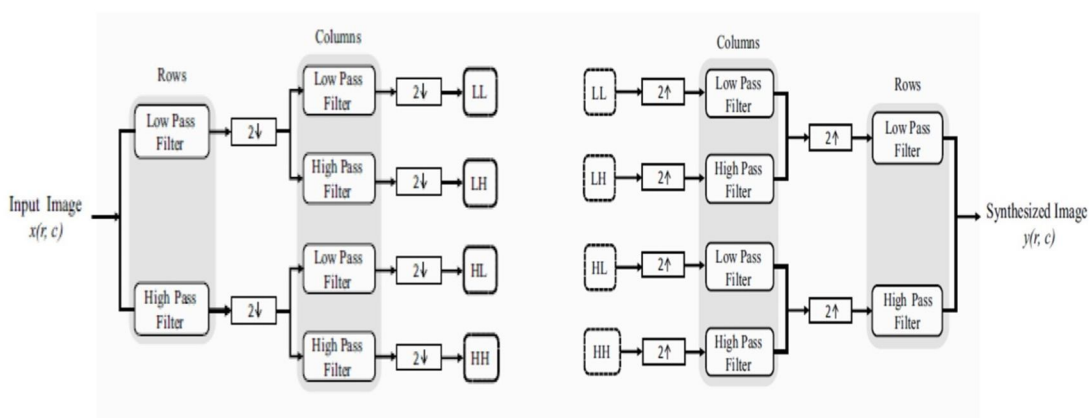 Columns
Rows
Low Pass
Filter
2↓
LL
Low Pass
Filter
2↓
High Pass
Filter
2↓
LH
Input Image
x(r, c)
Low Pass
Filter
2↓
HL
High Pass
Filter
2↓
High Pass
Filter
2↓
HH
Columns
Rows
LL
2↑
Low Pass
Filter
2↑
Low Pass
Filter
LH
2↑
High Pass
Filter
Synthesized Image
y(r, c)
HL
2↑
Low Pass
Filter
2↑
High Pass
Filter
HH
2↑
High Pass
Filter